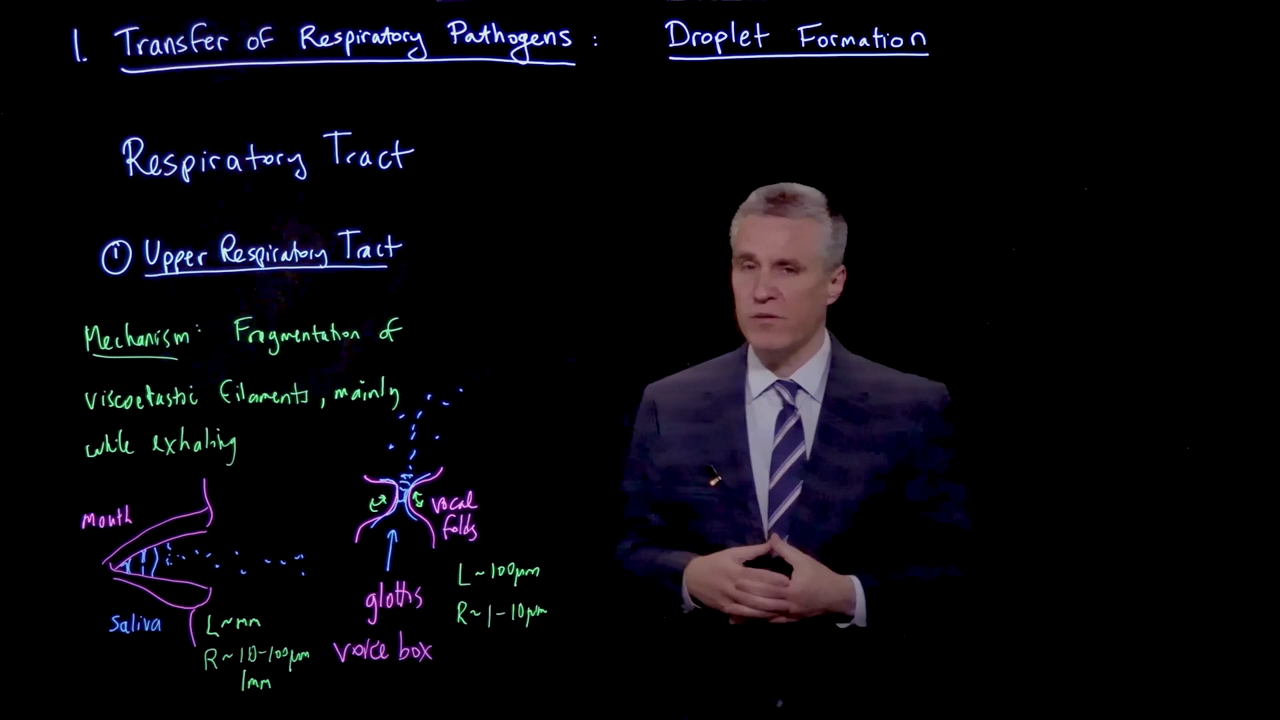 1. Transfer of Respiratory Pathogens : Droplet Formation
Respiratory Tract
① Upper Respiratory Tract
Mechanism: Fragmentation of
viscoelastic filaments, mainly
while exhaling
Mouth
vocal
folds
Saliva
L~mm
R~10-100μm
1mm
glottis
voice box
L~100μm
R~1-10μm